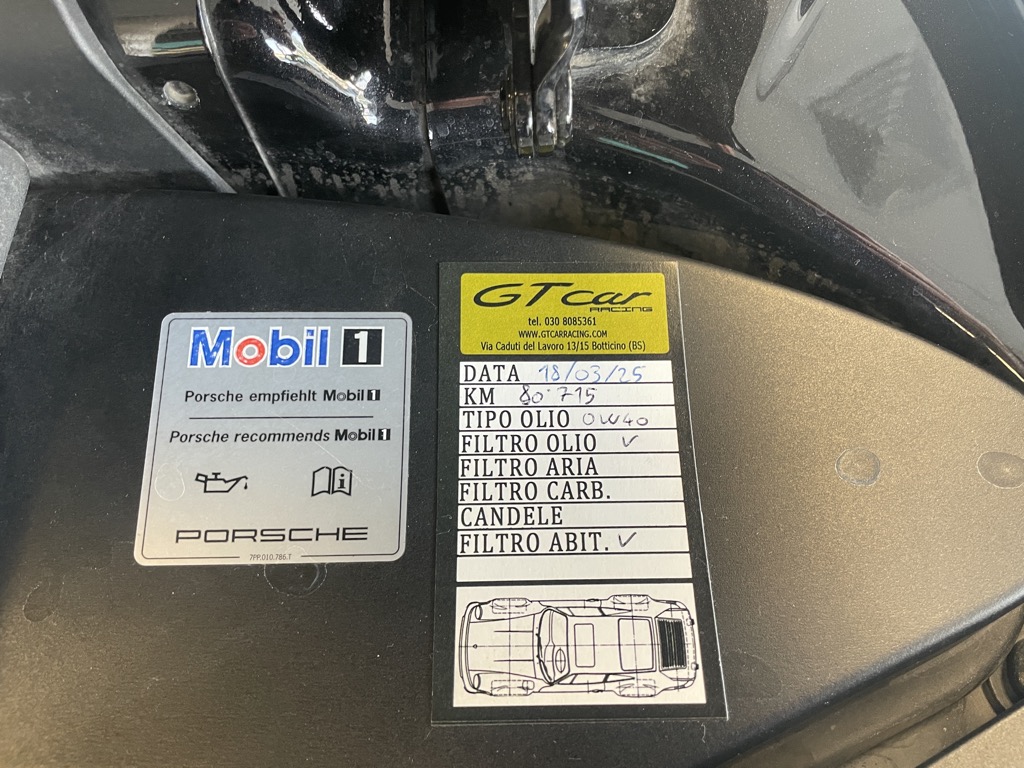 Mobil 1
Porsche empfiehlt Mobil 1
Porsche recommends Mobil 1
PORSCHE
7PP.010.786.T
GT car
RACING
tel. 030 8085361
WWW.GTCARRACING.COM
Via Caduti del Lavoro 13/15 Botticino (BS)
DATA 18/03/25
KM 80.715
TIPO OLIO 0W40
FILTRO OLIO ✓
FILTRO ARIA
FILTRO CARB.
CANDELE
FILTRO ABIT. ✓